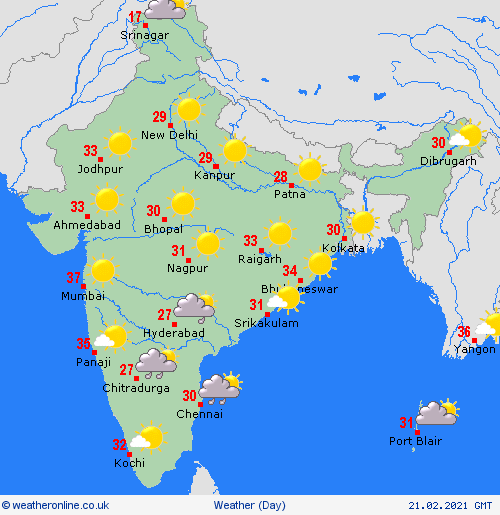 17
Srinagar
29
New Delhi
33
Jodhpur
29
Kanpur
30
Dibrugarh
28
Patna
33
Ahmedabad
30
Bhopal
30
Kolkata
31
Nagpur
33
Raigarh
34
Bhubaneswar
37
Mumbai
27
Hyderabad
31
Srikakulam
36
Yangon
35
Panaji
27
Chitradurga
30
Chennai
31
Port Blair
32
Kochi
© weatheronline.co.uk
Weather (Day)
21.02.2021 GMT